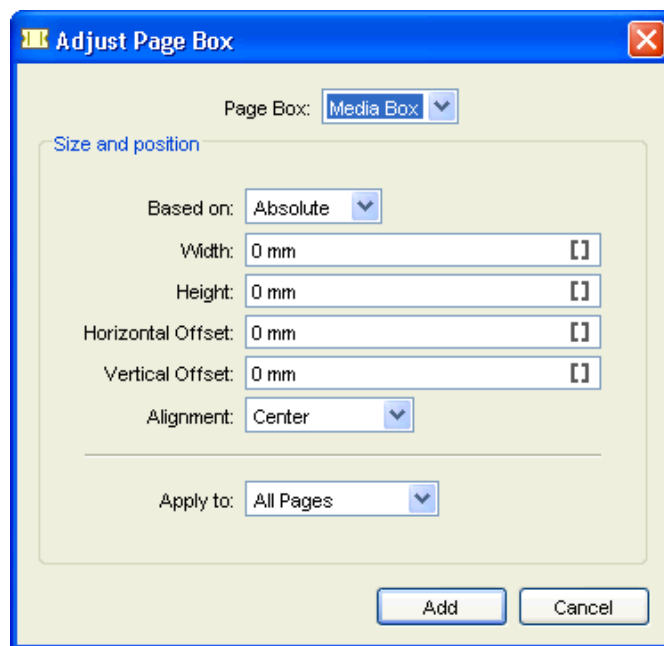 Adjust Page Box
Page Box: Media Box
Size and position
Based on: Absolute
Width: 0 mm
Height: 0 mm
Horizontal Offset: 0 mm
Vertical Offset: 0 mm
Alignment: Center
Apply to: All Pages
Add Cancel